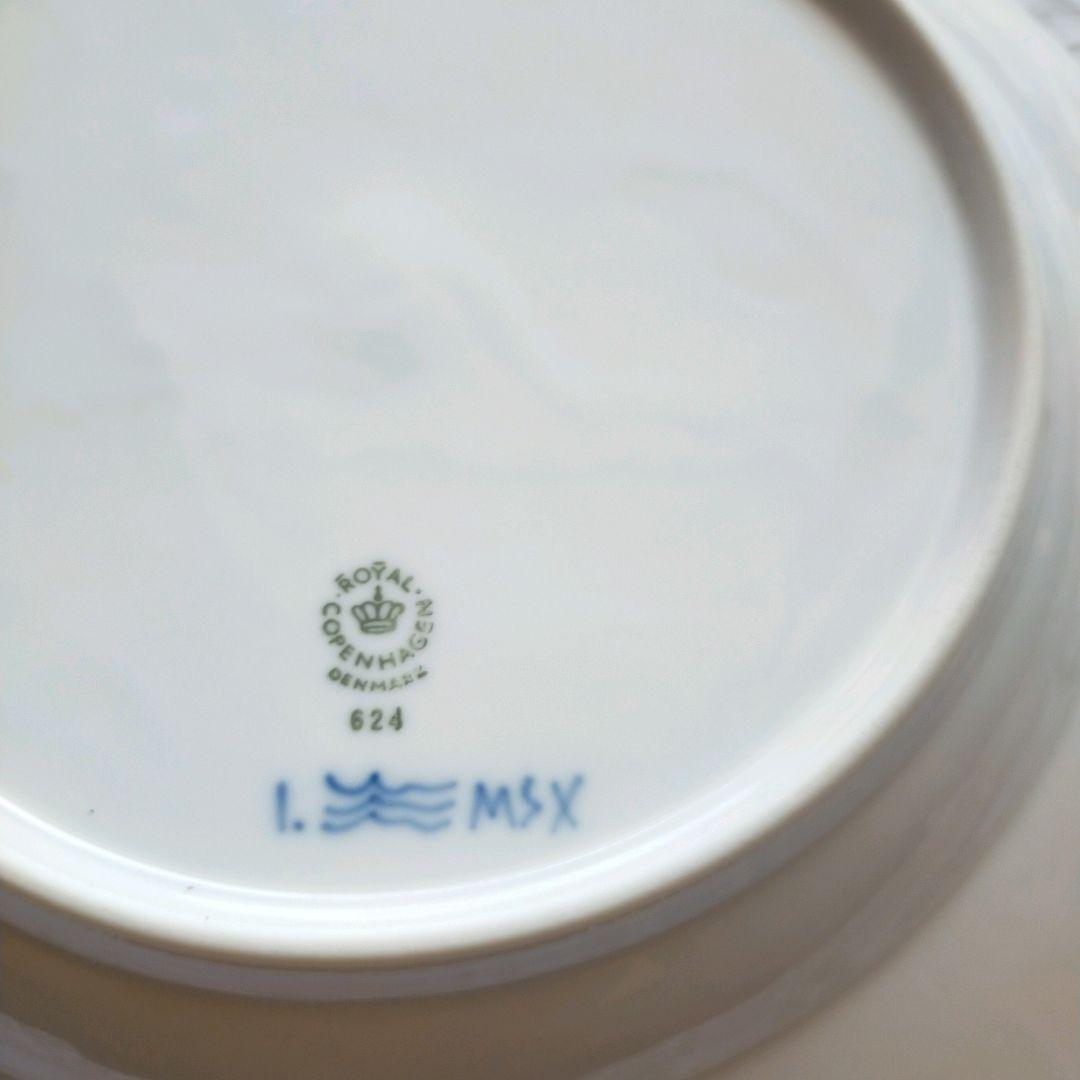 ROYAL
COPENHAGEN
DENMARK
624
1. MSX